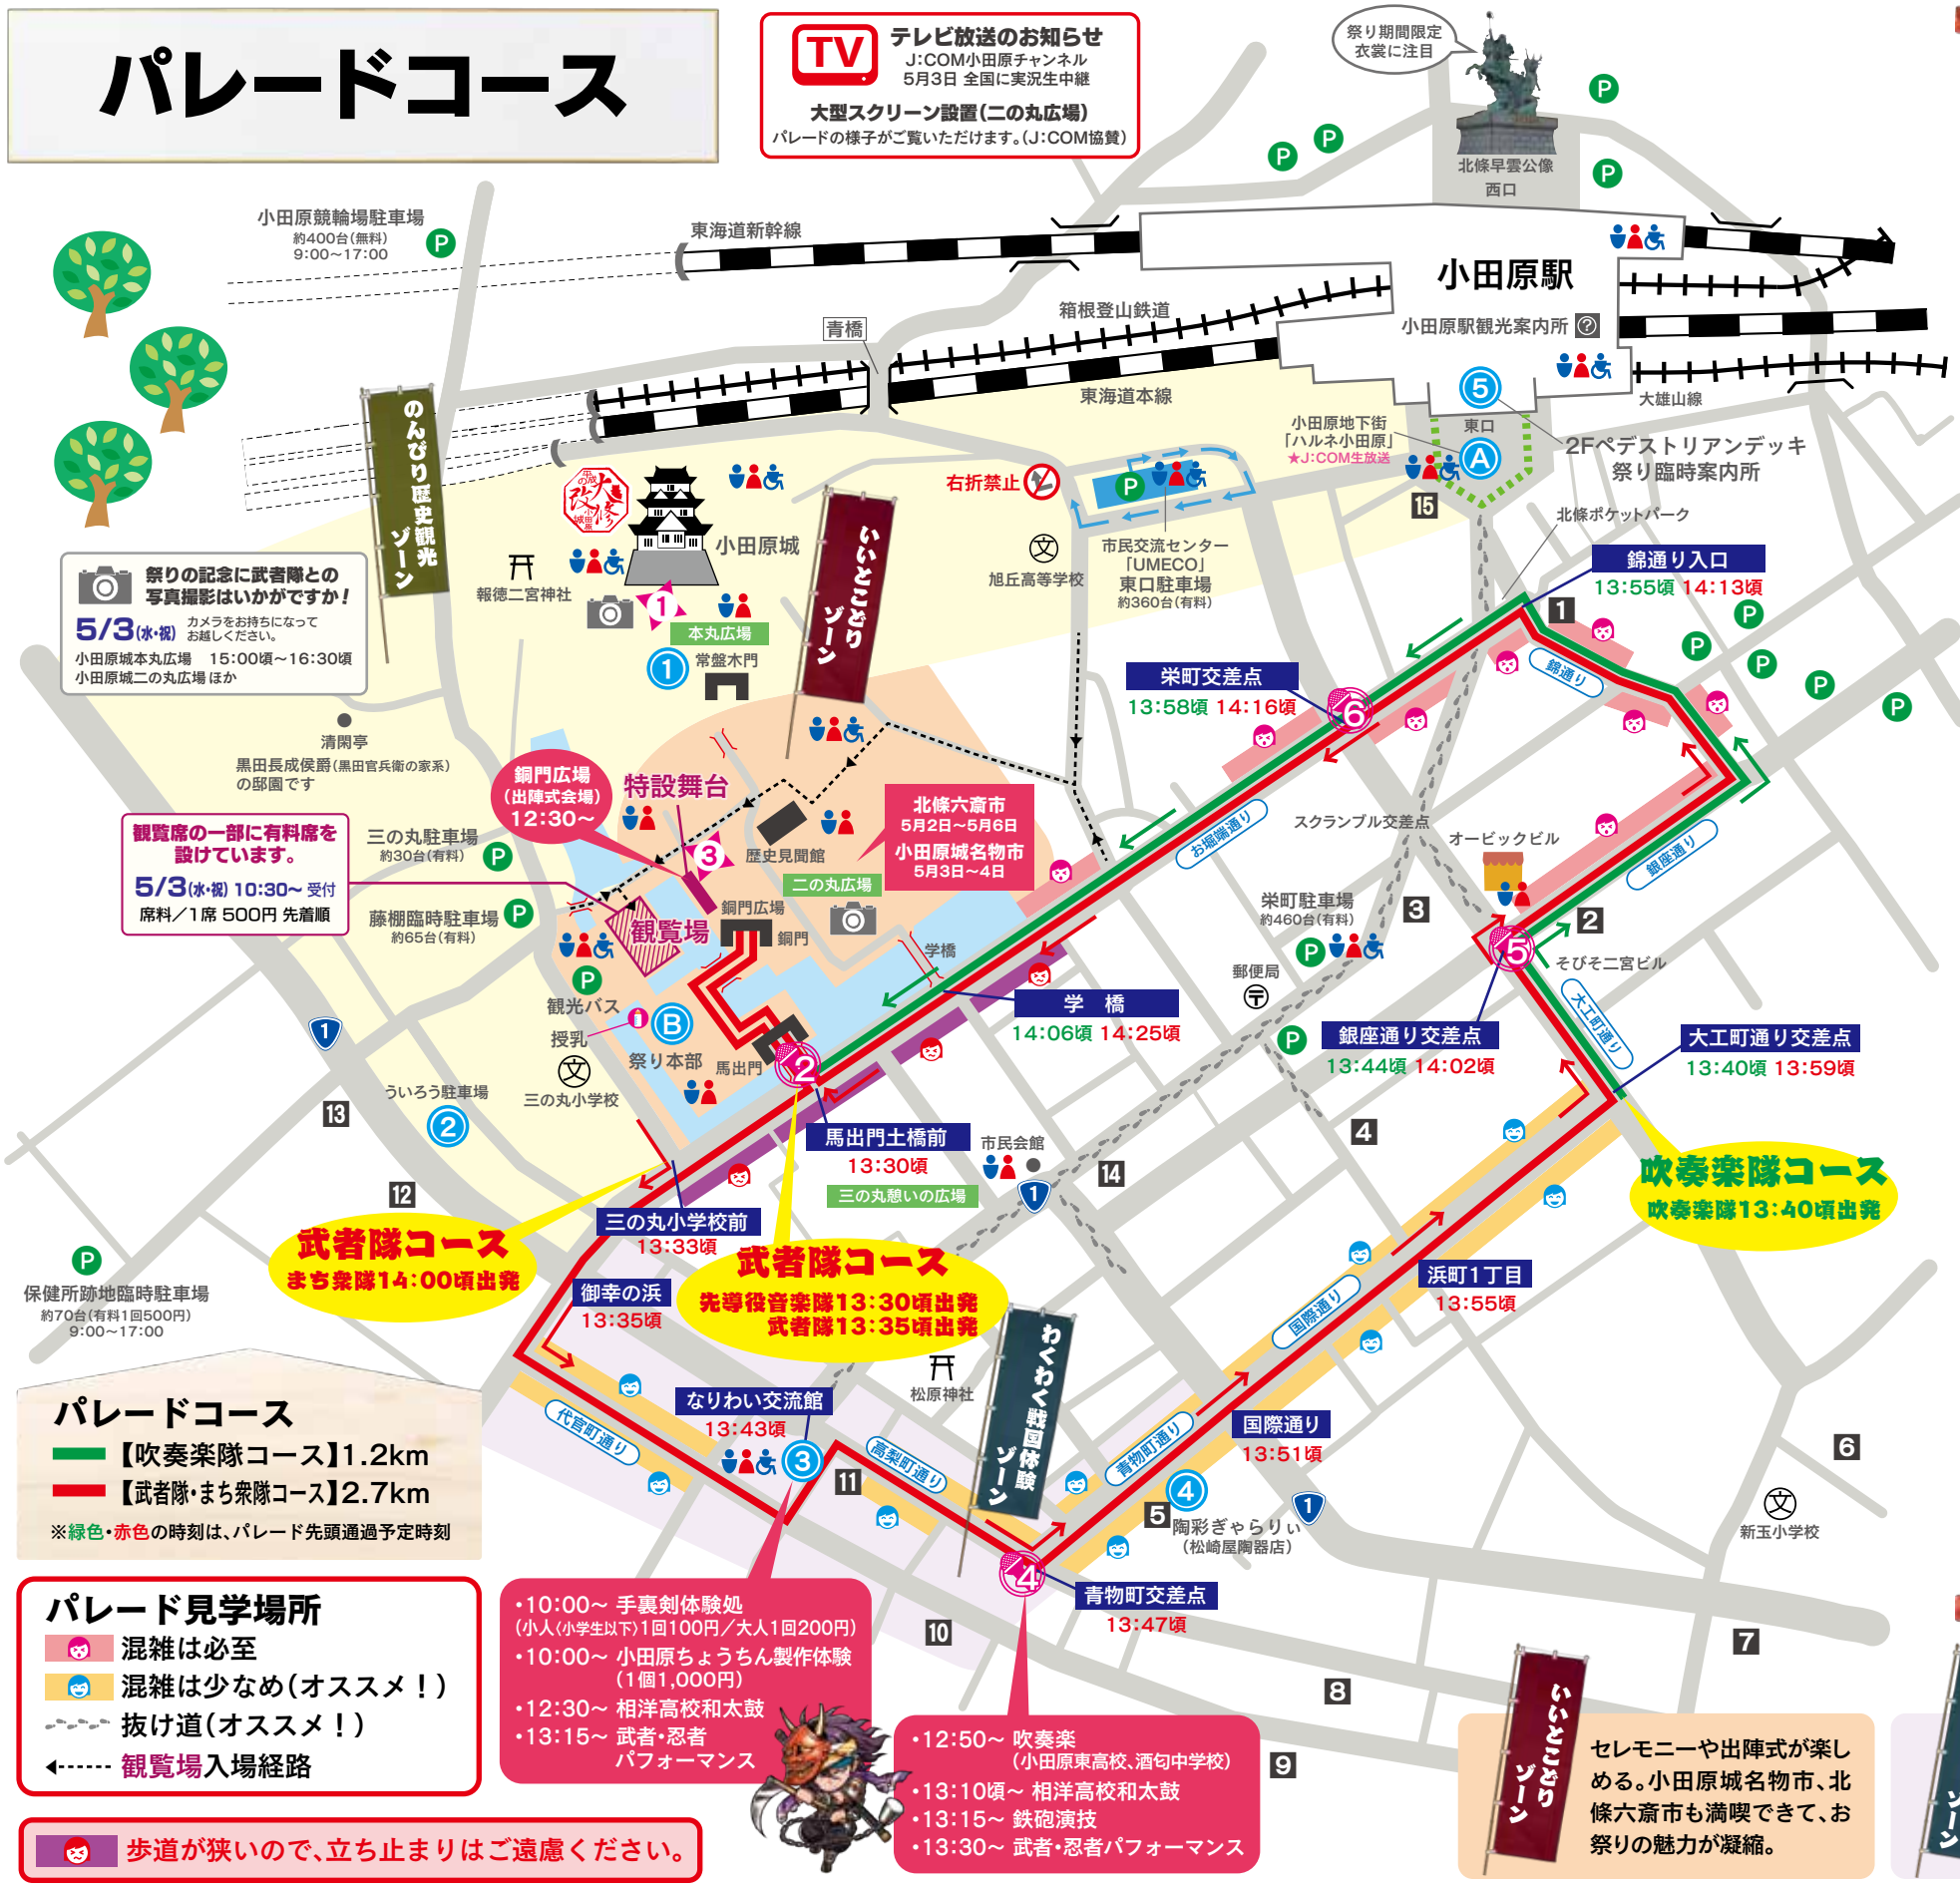 パレードコース
TV
テレビ放送のお知らせ
J:COM小田原チャンネル
5月3日 全国に実況生中継
大型スクリーン設置(二の丸広場)
パレードの様子がご覧いただけます。(J:COM協賛)
祭り期間限定
衣裳に注目
北條早雲公像
西口
P
P
P
P
小田原競輪場駐車場
約400台(無料)
9:00〜17:00
P
東海道新幹線
小田原駅
小田原駅観光案内所 ?
箱根登山鉄道
青橋
東海道本線
大雄山線
5
東口
A
小田原地下街
「ハルネ小田原」
★J:COM生放送
15
2Fペデストリアンデッキ
祭り臨時案内所
北條ポケットパーク
のんびり歴史観光
ゾーン
平成の
大改修
小田原城
小田原城
報徳二宮神社
いいとこどり
ゾーン
右折禁止
P
文
旭丘高等学校
市民交流センター
「UMECO」
東口駐車場
約360台(有料)
錦通り入口
13:55頃 14:13頃
1
P
P
P
P
P
錦通り
祭りの記念に武者隊との
写真撮影はいかがですか!
5/3(水・祝) カメラをお持ちになって
お越しください。
小田原城本丸広場 15:00頃〜16:30頃
小田原城二の丸広場 ほか
1
本丸広場
1
常盤木門
栄町交差点
13:58頃 14:16頃
6
清閑亭
黒田長成侯爵(黒田官兵衛の家系)
の邸園です
銅門広場
(出陣式会場)
12:30〜
特設舞台
3
歴史見聞館
二の丸広場
北條六斎市
5月2日〜5月6日
小田原城名物市
5月3日〜4日
お堀端通り
スクランブル交差点
オービックビル
銀座通り
観覧席の一部に有料席を
設けています。
5/3(水・祝) 10:30〜 受付
席料/1席 500円 先着順
三の丸駐車場
約30台(有料)
P
藤棚臨時駐車場
約65台(有料)
P
観覧場
銅門広場
銅門
学橋
P
観光バス
授乳
B
祭り本部
馬出門
2
文
三の丸小学校
栄町駐車場
約460台(有料)
P
3
2
5
そびそ二宮ビル
郵便局
〒
P
大工町通り
学 橋
14:06頃 14:25頃
銀座通り交差点
13:44頃 14:02頃
大工町通り交差点
13:40頃 13:59頃
4
1
13
ういろう駐車場
2
12
馬出門土橋前
13:30頃
三の丸憩いの広場
市民会館
1
14
三の丸小学校前
13:33頃
吹奏楽隊コース
吹奏楽隊13:40頃出発
武者隊コース
まち衆隊14:00頃出発
武者隊コース
先導役音楽隊13:30頃出発
武者隊13:35頃出発
御幸の浜
13:35頃
P
保健所跡地臨時駐車場
約70台(有料1回500円)
9:00〜17:00
浜町1丁目
13:55頃
国際通り
松原神社
わくわく戦国体験
ゾーン
なりわい交流館
13:43頃
3
代官町通り
11
高梨町通り
青物町通り
国際通り
13:51頃
4
5
陶彩ぎゃらりぃ
(松崎屋陶器店)
1
6
文
新玉小学校
4
青物町交差点
13:47頃
10
7
8
9
パレードコース
【吹奏楽隊コース】1.2km
【武者隊・まち衆隊コース】2.7km
※緑色・赤色の時刻は、パレード先頭通過予定時刻
パレード見学場所
混雑は必至
混雑は少なめ(オススメ!)
抜け道(オススメ!)
観覧場入場経路
歩道が狭いので、立ち止まりはご遠慮ください。
・10:00〜 手裏剣体験処
(小人〈小学生以下〉1回100円/大人1回200円)
・10:00〜 小田原ちょうちん製作体験
(1個1,000円)
・12:30〜 相洋高校和太鼓
・13:15〜 武者・忍者
パフォーマンス
・12:50〜 吹奏楽
(小田原東高校、酒匂中学校)
・13:10頃〜 相洋高校和太鼓
・13:15〜 鉄砲演技
・13:30〜 武者・忍者パフォーマンス
いいとこどり
ゾーン
セレモニーや出陣式が楽し
める。小田原城名物市、北
條六斎市も満喫できて、お
祭りの魅力が凝縮。
ゾーン